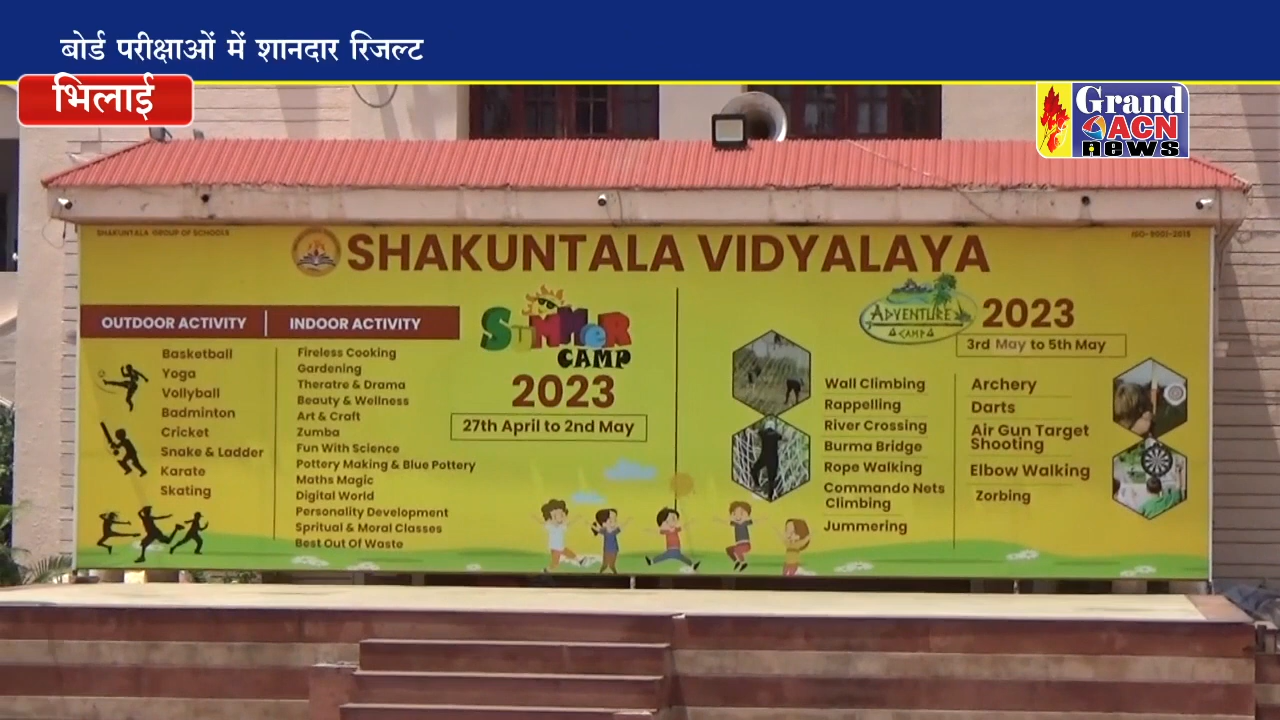 बोर्ड परीक्षाओं में शानदार रिजल्ट
भिलाई
Grand
ACN
news
SHAKUNTALA GROUP OF SCHOOLS
ISO-9001-2015
SHAKUNTALA VIDYALAYA
OUTDOOR ACTIVITY
INDOOR ACTIVITY
Basketball
Yoga
Vollyball
Badminton
Cricket
Snake & Ladder
Karate
Skating
Fireless Cooking
Gardening
Theratre & Drama
Beauty & Wellness
Art & Craft
Zumba
Fun With Science
Pottery Making & Blue Pottery
Maths Magic
Digital World
Personality Development
Spritual & Moral Classes
Best Out Of Waste
SUMMER
CAMP
2023
27th April to 2nd May
ADVENTURE
CAMP
2023
3rd May to 5th May
Wall Climbing
Rappelling
River Crossing
Burma Bridge
Rope Walking
Commando Nets
Climbing
Jummering
Archery
Darts
Air Gun Target
Shooting
Elbow Walking
Zorbing